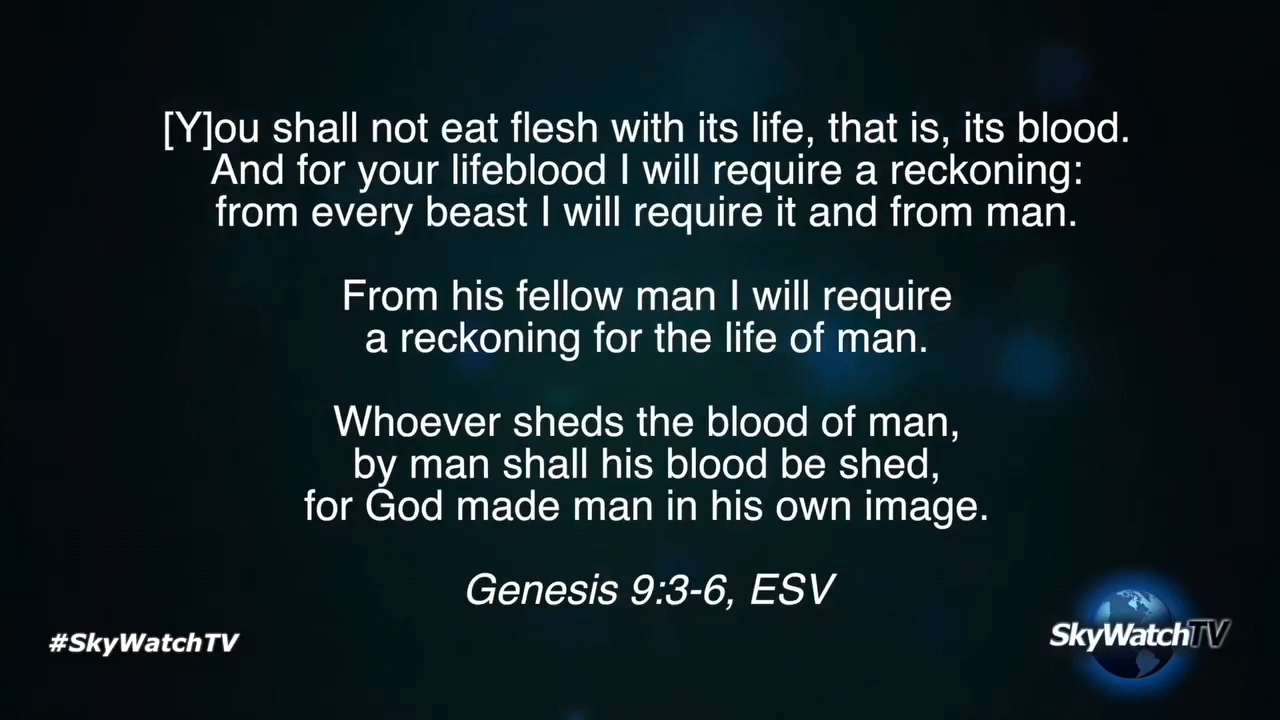 [Y]ou shall not eat flesh with its life, that is, its blood.
And for your lifeblood I will require a reckoning:
from every beast I will require it and from man.
From his fellow man I will require
a reckoning for the life of man.
Whoever sheds the blood of man,
by man shall his blood be shed,
for God made man in his own image.
Genesis 9:3-6, ESV
#SkyWatchTV
SkyWatchTV